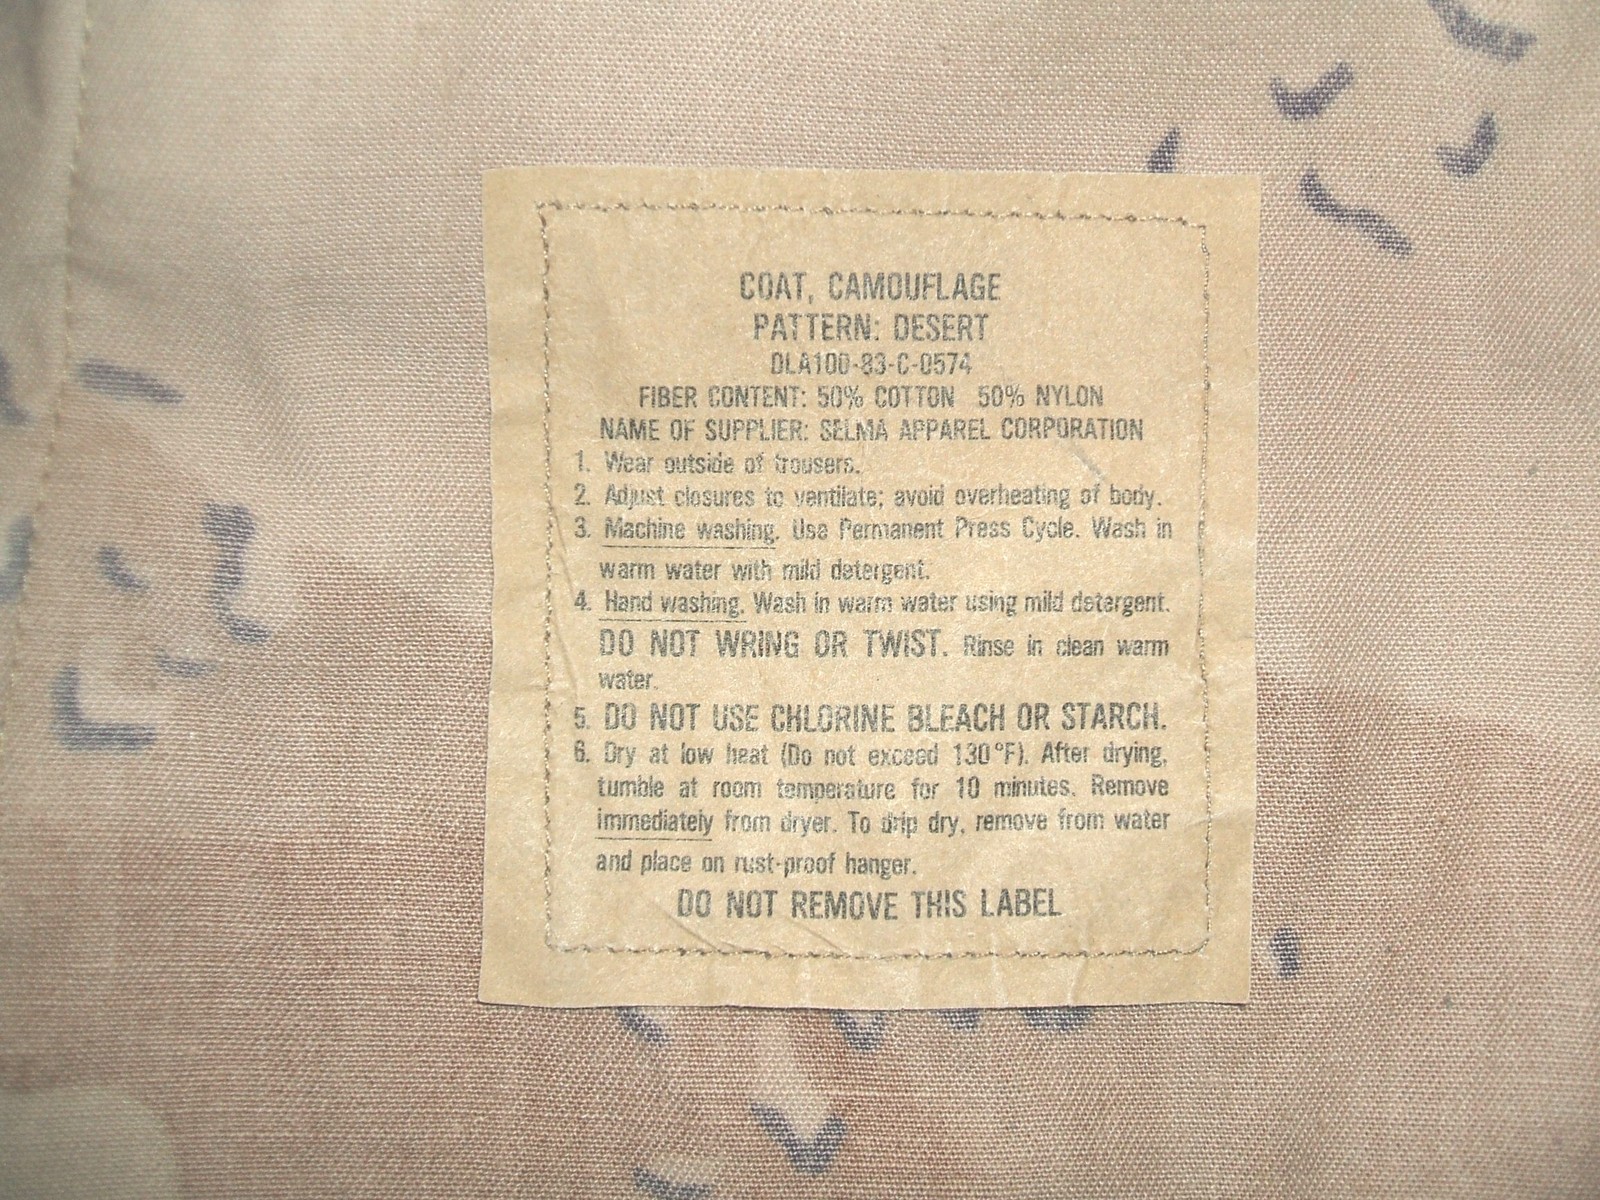 COAT, CAMOUFLAGE
PATTERN: DESERT
DLA100-83-C-0574
FIBER CONTENT: 50% COTTON 50% NYLON
NAME OF SUPPLIER: SELMA APPAREL CORPORATION
1. Wear outside of trousers.
2. Adjust closures to ventilate; avoid overheating of body.
3. Machine washing. Use Permanent Press Cycle. Wash in
warm water with mild detergent.
4. Hand washing. Wash in warm water using mild detergent.
DO NOT WRING OR TWIST. Rinse in clean warm
water.
5. DO NOT USE CHLORINE BLEACH OR STARCH.
6. Dry at low heat (Do not exceed 130°F). After drying,
tumble at room temperature for 10 minutes. Remove
immediately from dryer. To drip dry, remove from water
and place on rust-proof hanger.
DO NOT REMOVE THIS LABEL